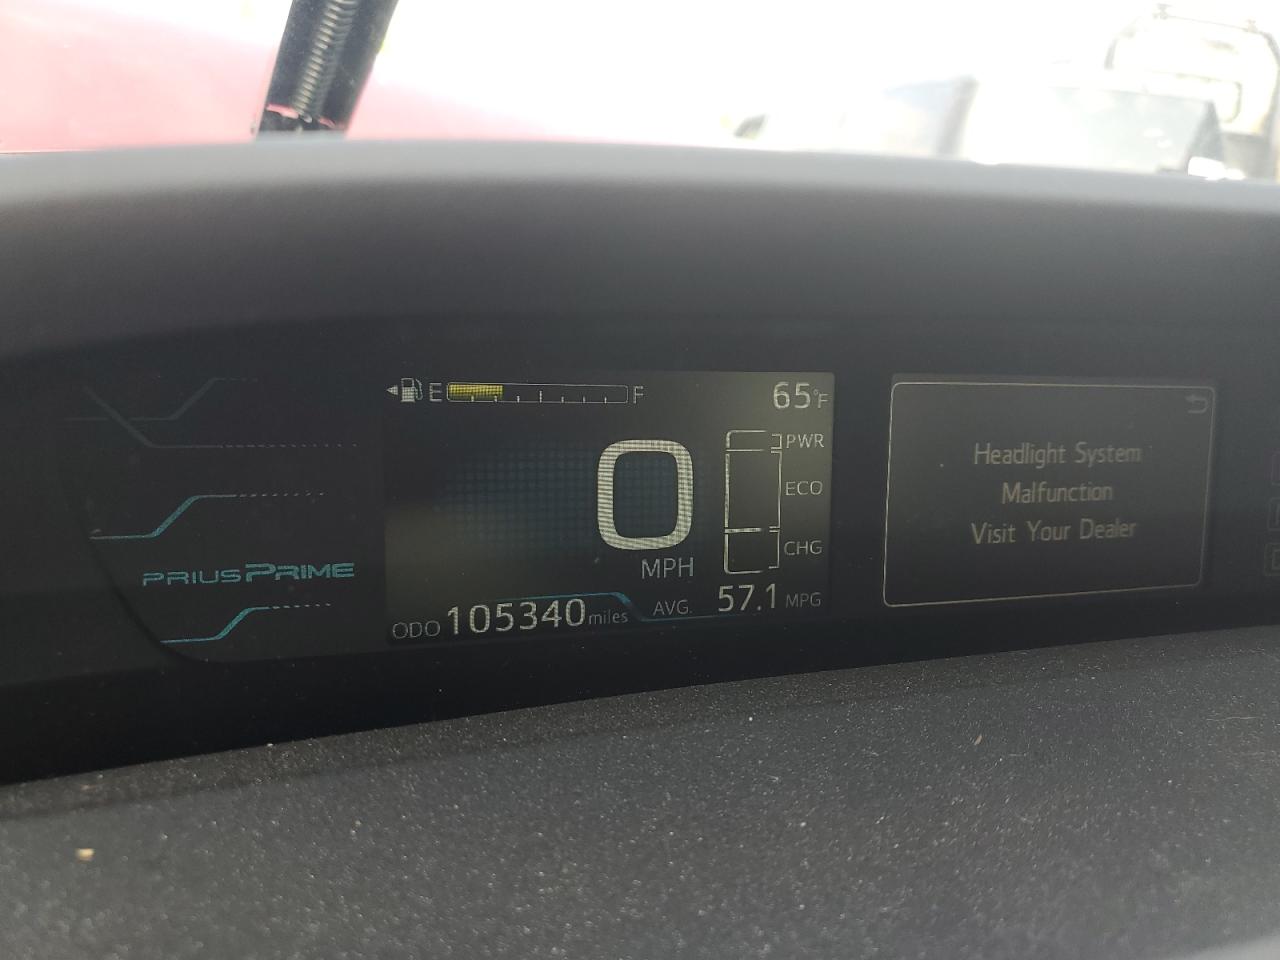 E F 65°F
0
MPH
PWR
ECO
CHG
PRIUS PRIME
ODO 105340 miles AVG. 57.1 MPG
Headlight System
Malfunction
Visit Your Dealer